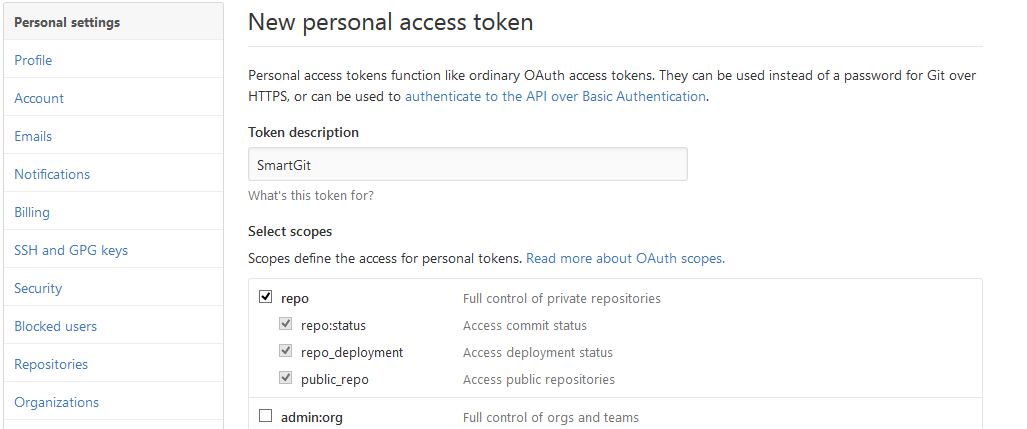 Personal settings
Profile
Account
Emails
Notifications
Billing
SSH and GPG keys
Security
Blocked users
Repositories
Organizations
New personal access token
Personal access tokens function like ordinary OAuth access tokens. They can be used instead of a password for Git over
HTTPS, or can be used to authenticate to the API over Basic Authentication.
Token description
SmartGit
What's this token for?
Select scopes
Scopes define the access for personal tokens. Read more about OAuth scopes.
repo Full control of private repositories
repo:status Access commit status
repo_deployment Access deployment status
public_repo Access public repositories
admin:org Full control of orgs and teams